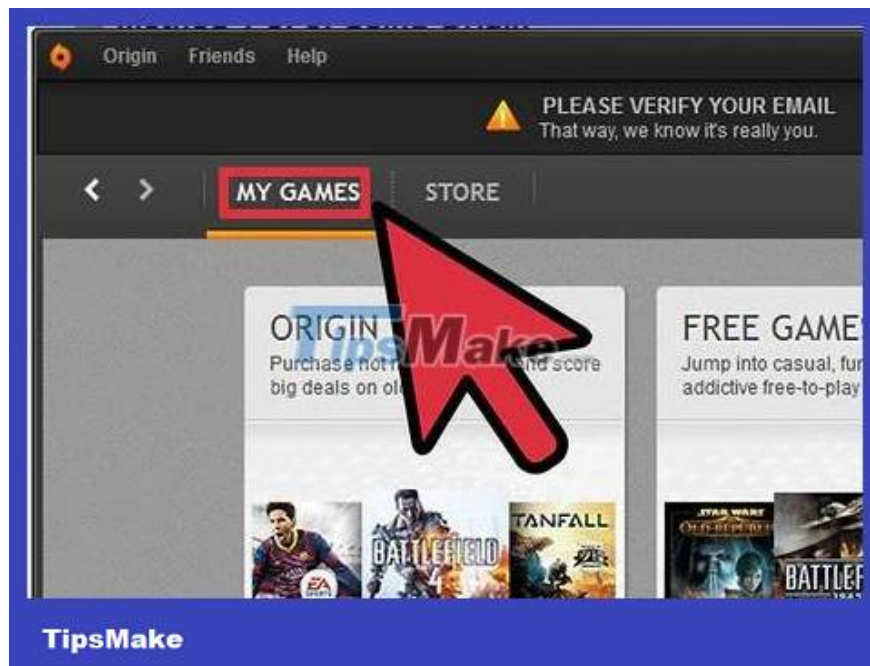 Origin Friends Help
PLEASE VERIFY YOUR EMAIL
That way, we know it's really you.
MY GAMES STORE
ORIGIN
FREE GAME
TipsMake
Purchase hot and score
big deals on
Jump into casual, fun
addictive free-to-play
TANFALL
BATTLEFIELD
4
EA
SPORTS
STAR WARS
OLD REPUBLIC
BATTLEF
TipsMake